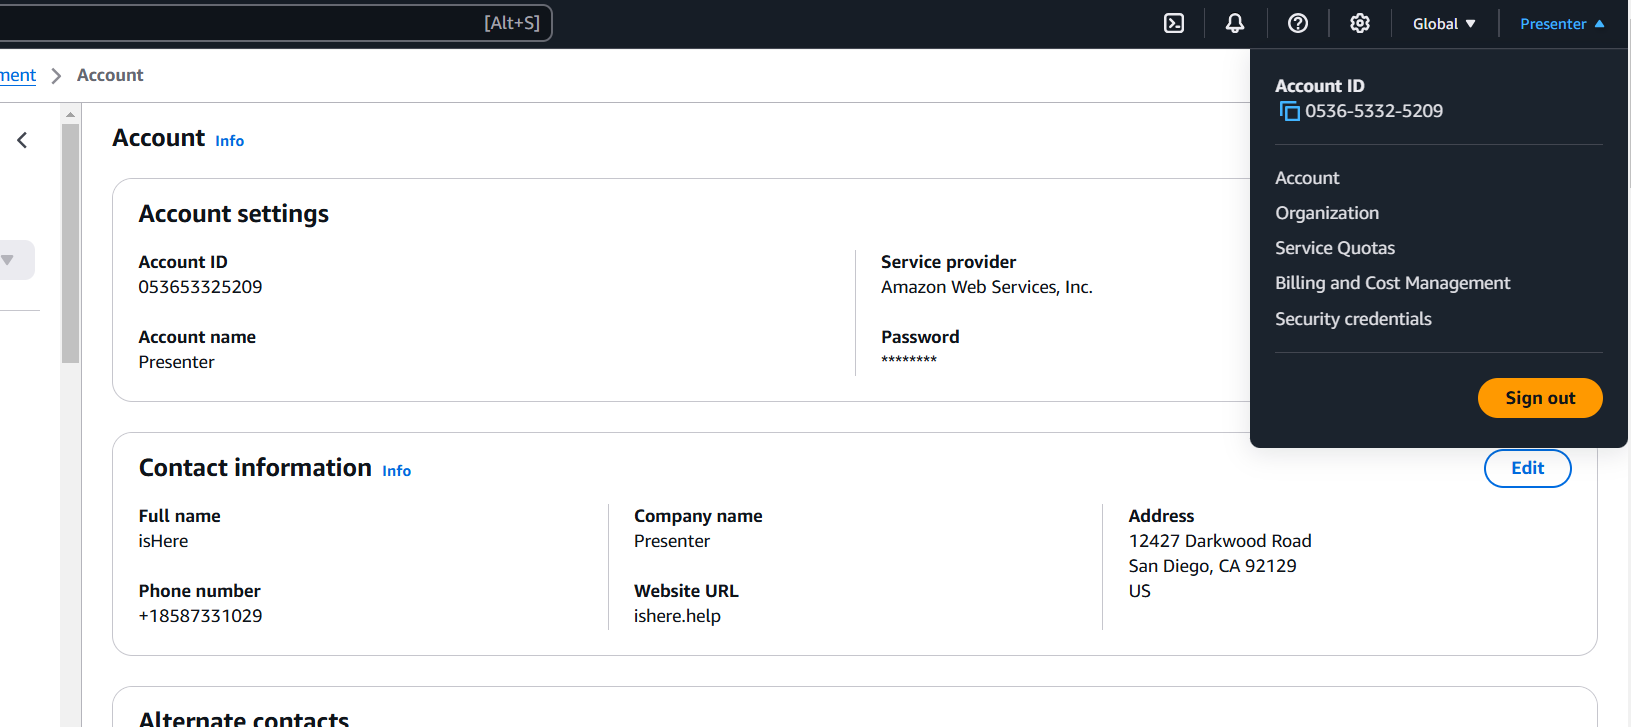 [Alt+S]
Global
Presenter
ment
Account
Account ID
0536-5332-5209
Account
Organization
Service Quotas
Billing and Cost Management
Security credentials
Sign out
Account Info
Account settings
Account ID
053653325209
Account name
Presenter
Service provider
Amazon Web Services, Inc.
Password
********
Contact information Info
Edit
Full name
isHere
Phone number
+18587331029
Company name
Presenter
Website URL
ishere.help
Address
12427 Darkwood Road
San Diego, CA 92129
US
Alternate contacts